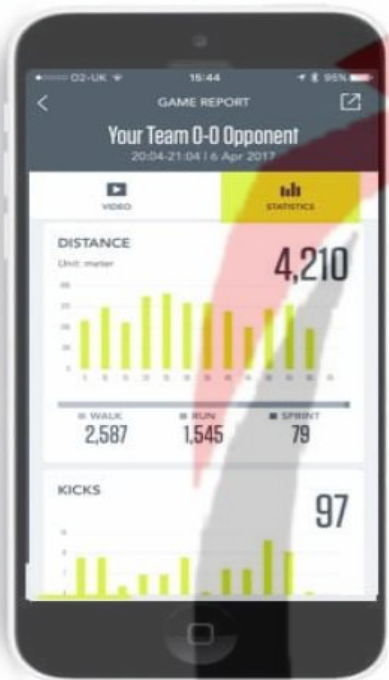 O2-UK 15:44 95%
GAME REPORT
Your Team 0-0 Opponent
20:04-21:04 | 6 Apr 2017
VIDEO STATISTICS
DISTANCE
4,210
Unit: meter
WALK RUN SPRINT
2,587 1,545 79
KICKS
97